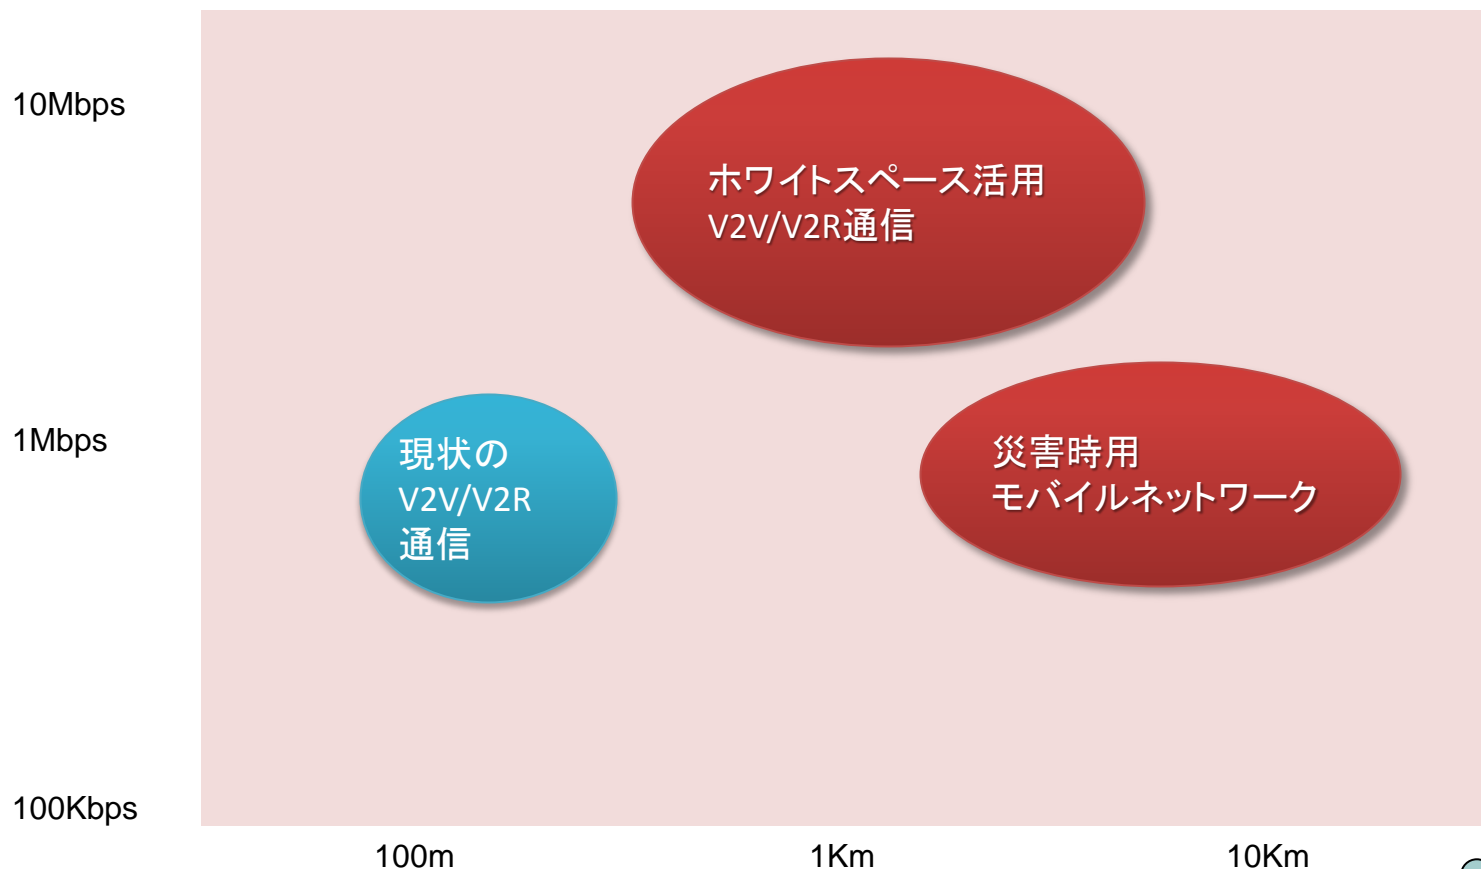 10Mbps
ホワイトスペース活用
V2V/V2R通信
1Mbps
現状の
V2V/V2R
通信
災害時用
モバイルネットワーク
100Kbps
100m
1Km
10Km